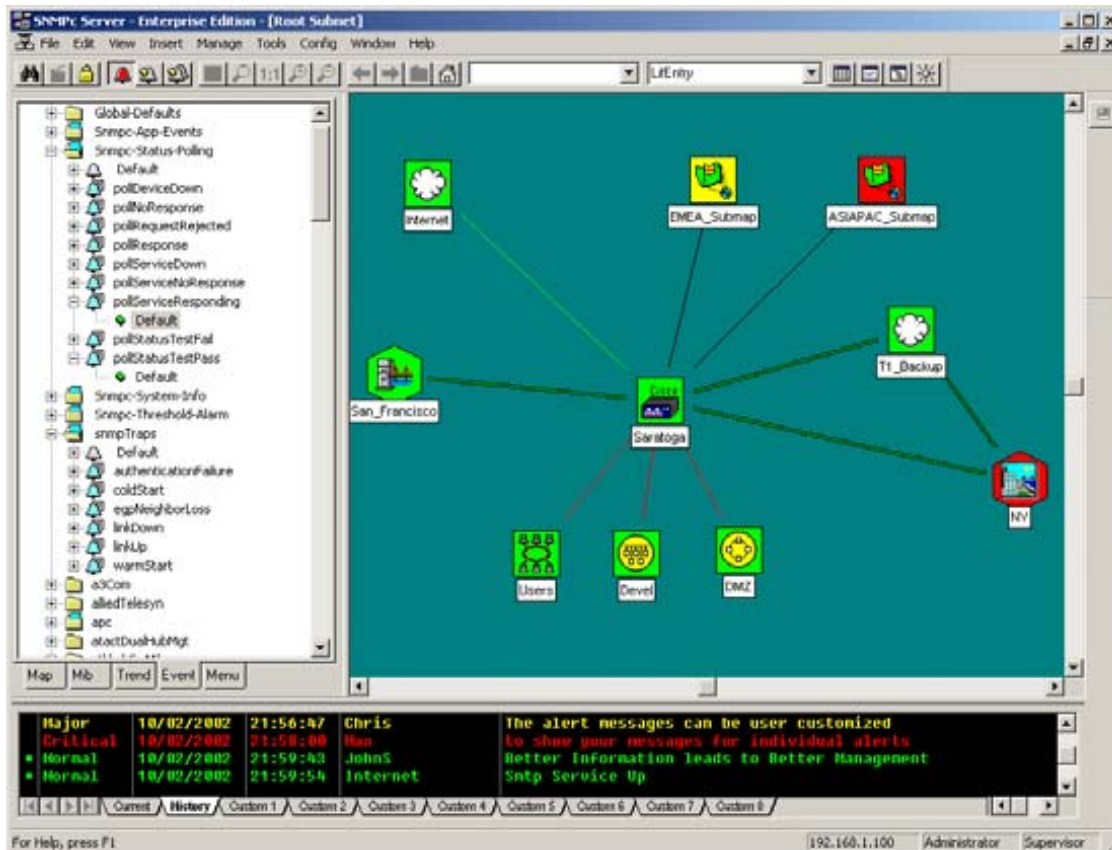 SNMPc Server - Enterprise Edition - [Root Subnet]
File Edit View Insert Manage Tools Config Window Help
1:1
LifEntry
Global-Defaults
Snmpc-App-Events
Snmpc-Status-Polling
Default
pollDeviceDown
pollNoResponse
pollRequestRejected
pollResponse
pollServiceDown
pollServiceNoResponse
pollServiceResponding
Default
pollStatusTestFail
pollStatusTestPass
Default
Snmpc-System-Info
Snmpc-Threshold-Alarm
snmpTraps
Default
authenticationFailure
coldStart
egpNeighborLoss
linkDown
linkUp
warmStart
a3Com
alliedTelesyn
apc
atactDualHubMgt
Map Mib Trend Event Menu
Internet
EMEA_Submap
ASIAPAC_Submap
T1_Backup
San_Francisco
Cisco
Saratoga
NY
Users
Devel
DMZ
Major 10/02/2002 21:56:47 Chris The alert messages can be user customized
Critical 10/02/2002 21:58:00 Han to show your messages for individual alerts
Normal 10/02/2002 21:59:43 JohnS Better Information leads to Better Management
Normal 10/02/2002 21:59:54 Internet Smtp Service Up
Current History Custom 1 Custom 2 Custom 3 Custom 4 Custom 5 Custom 6 Custom 7 Custom 8
For Help, press F1
192.168.1.100 Administrator Supervisor